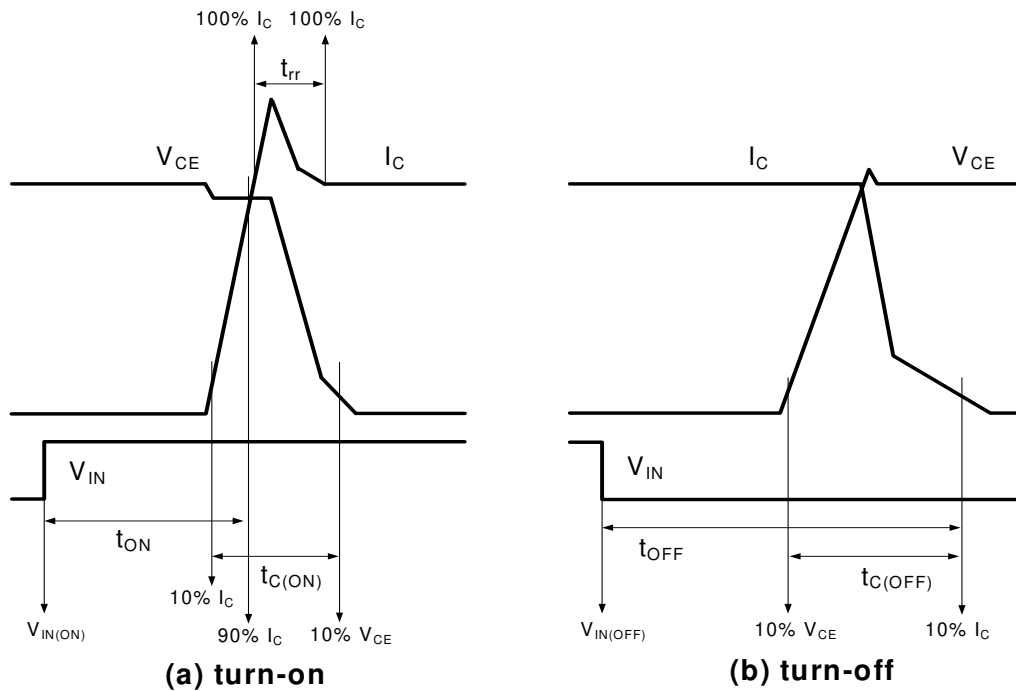 100% I_C 100% I_C
t_rr
V_CE I_C
V_IN
t_ON
t_C(ON)
10% I_C
V_IN(ON)
90% I_C 10% V_CE
(a) turn-on
I_C V_CE
V_IN
t_OFF
t_C(OFF)
V_IN(OFF) 10% V_CE 10% I_C
(b) turn-off